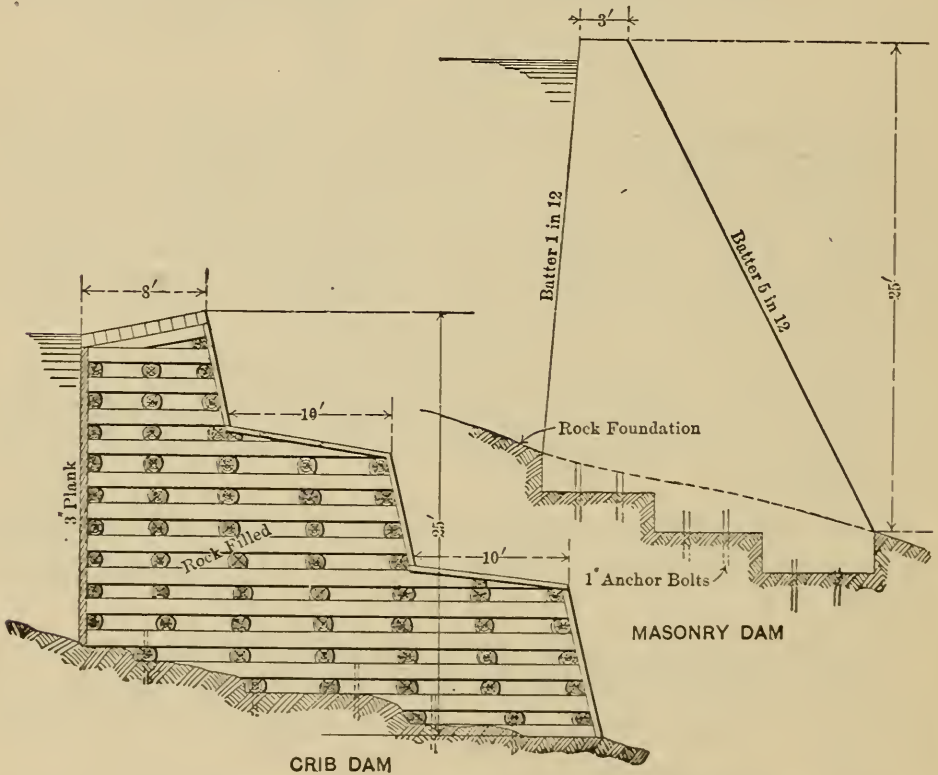 3'
Batter 1 in 12
Batter 5 in 12
25'
Rock Foundation
1" Anchor Bolts
MASONRY DAM
8'
10'
3" Plank
Rock Filled
25'
10'
CRIB DAM